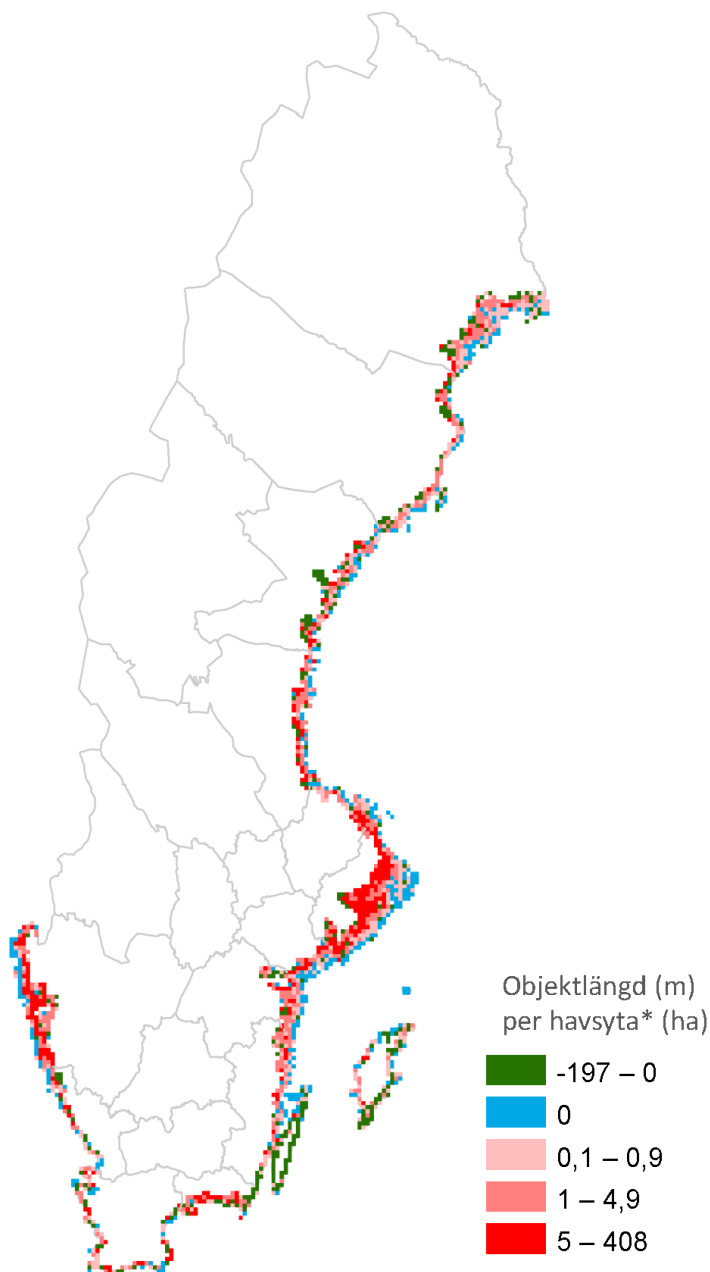 Objektlängd (m)
per havsyta* (ha)
-197 – 0
0
0,1 – 0,9
1 – 4,9
5 – 408